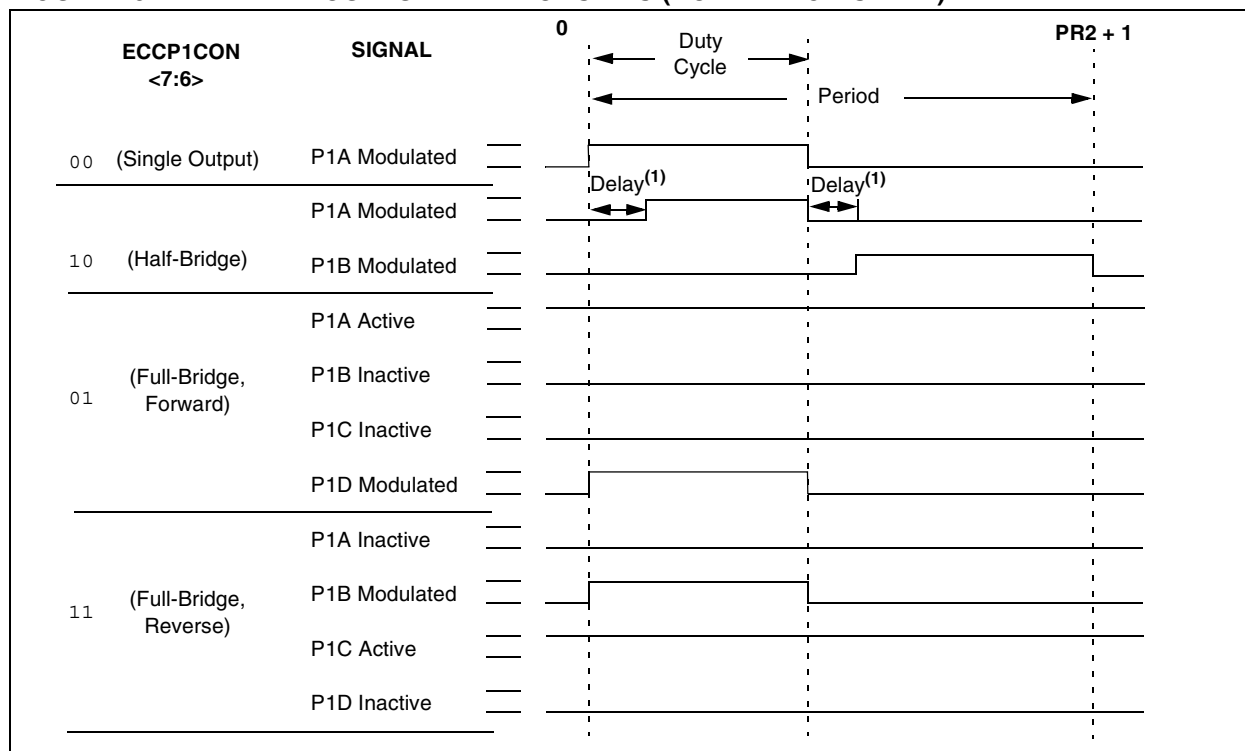 0
PR2 + 1
ECCP1CON
<7:6>
SIGNAL
Duty
Cycle
Period
00 (Single Output) P1A Modulated
Delay(1) Delay(1)
P1A Modulated
10 (Half-Bridge) P1B Modulated
P1A Active
01 (Full-Bridge,
Forward)
P1B Inactive
P1C Inactive
P1D Modulated
P1A Inactive
11 (Full-Bridge,
Reverse)
P1B Modulated
P1C Active
P1D Inactive